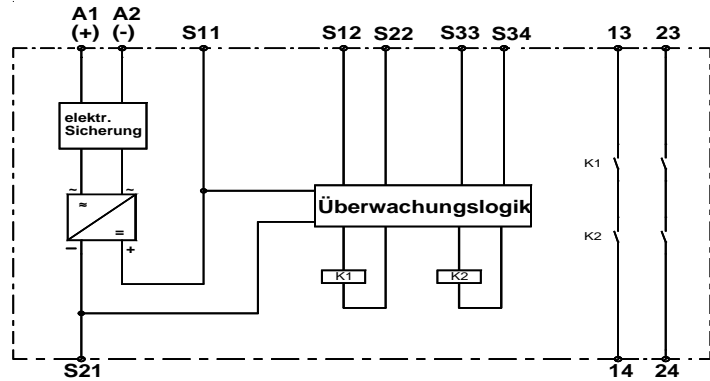 A1 A2
(+) (-) S11 S12 S22 S33 S34 13 23
elektr.
Sicherung
K1
~ ~
≈
Überwachungslogik
=
K2
– +
K1 K2
S21 14 24